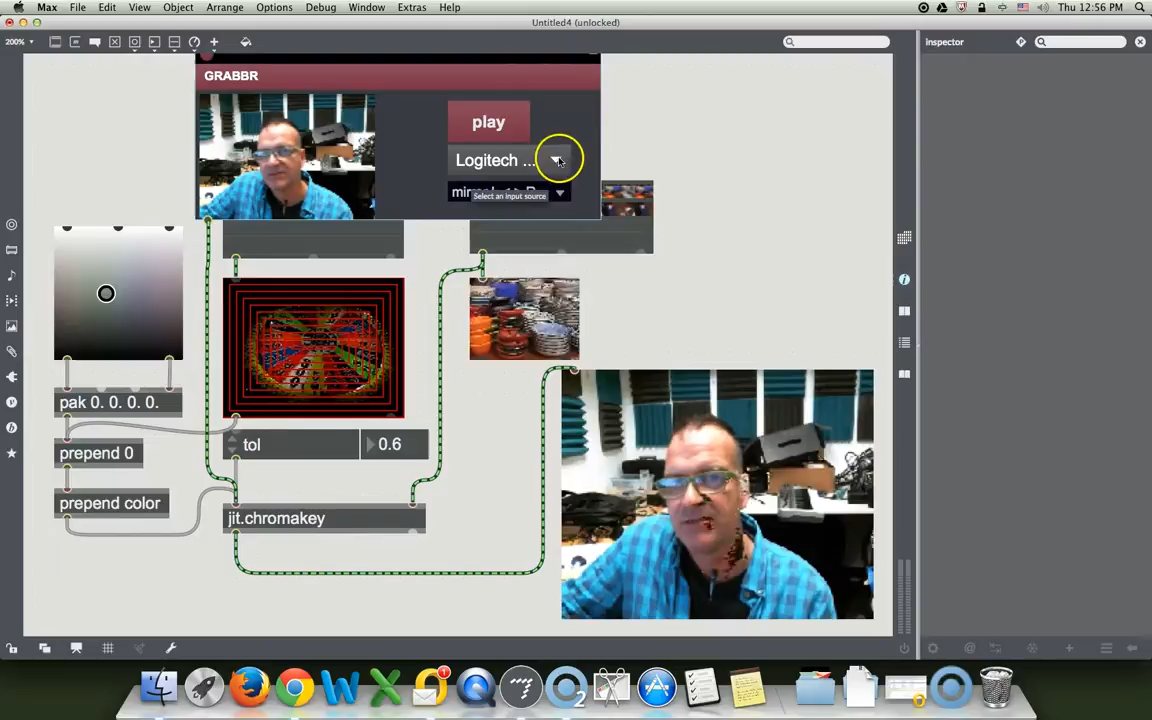 Max File Edit View Object Arrange Options Debug Window Extras Help Thu 12:56 PM
Untitled4 (unlocked)
200%
inspector
GRABBR
play
Logitech ...
Select an input source
pak 0. 0. 0. 0.
tol 0.6
prepend 0
prepend color
jit.chromakey
1
2